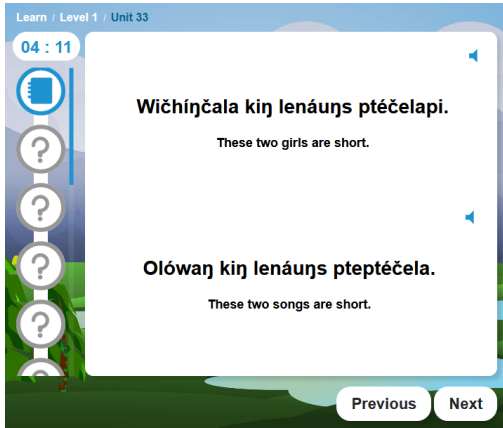 Learn / Level 1 / Unit 33
04 : 11
Wičhíŋčala kiŋ lenáuŋs ptéčelapi.
These two girls are short.
Olówaŋ kiŋ lenáuŋs pteptéčela.
These two songs are short.
Previous Next